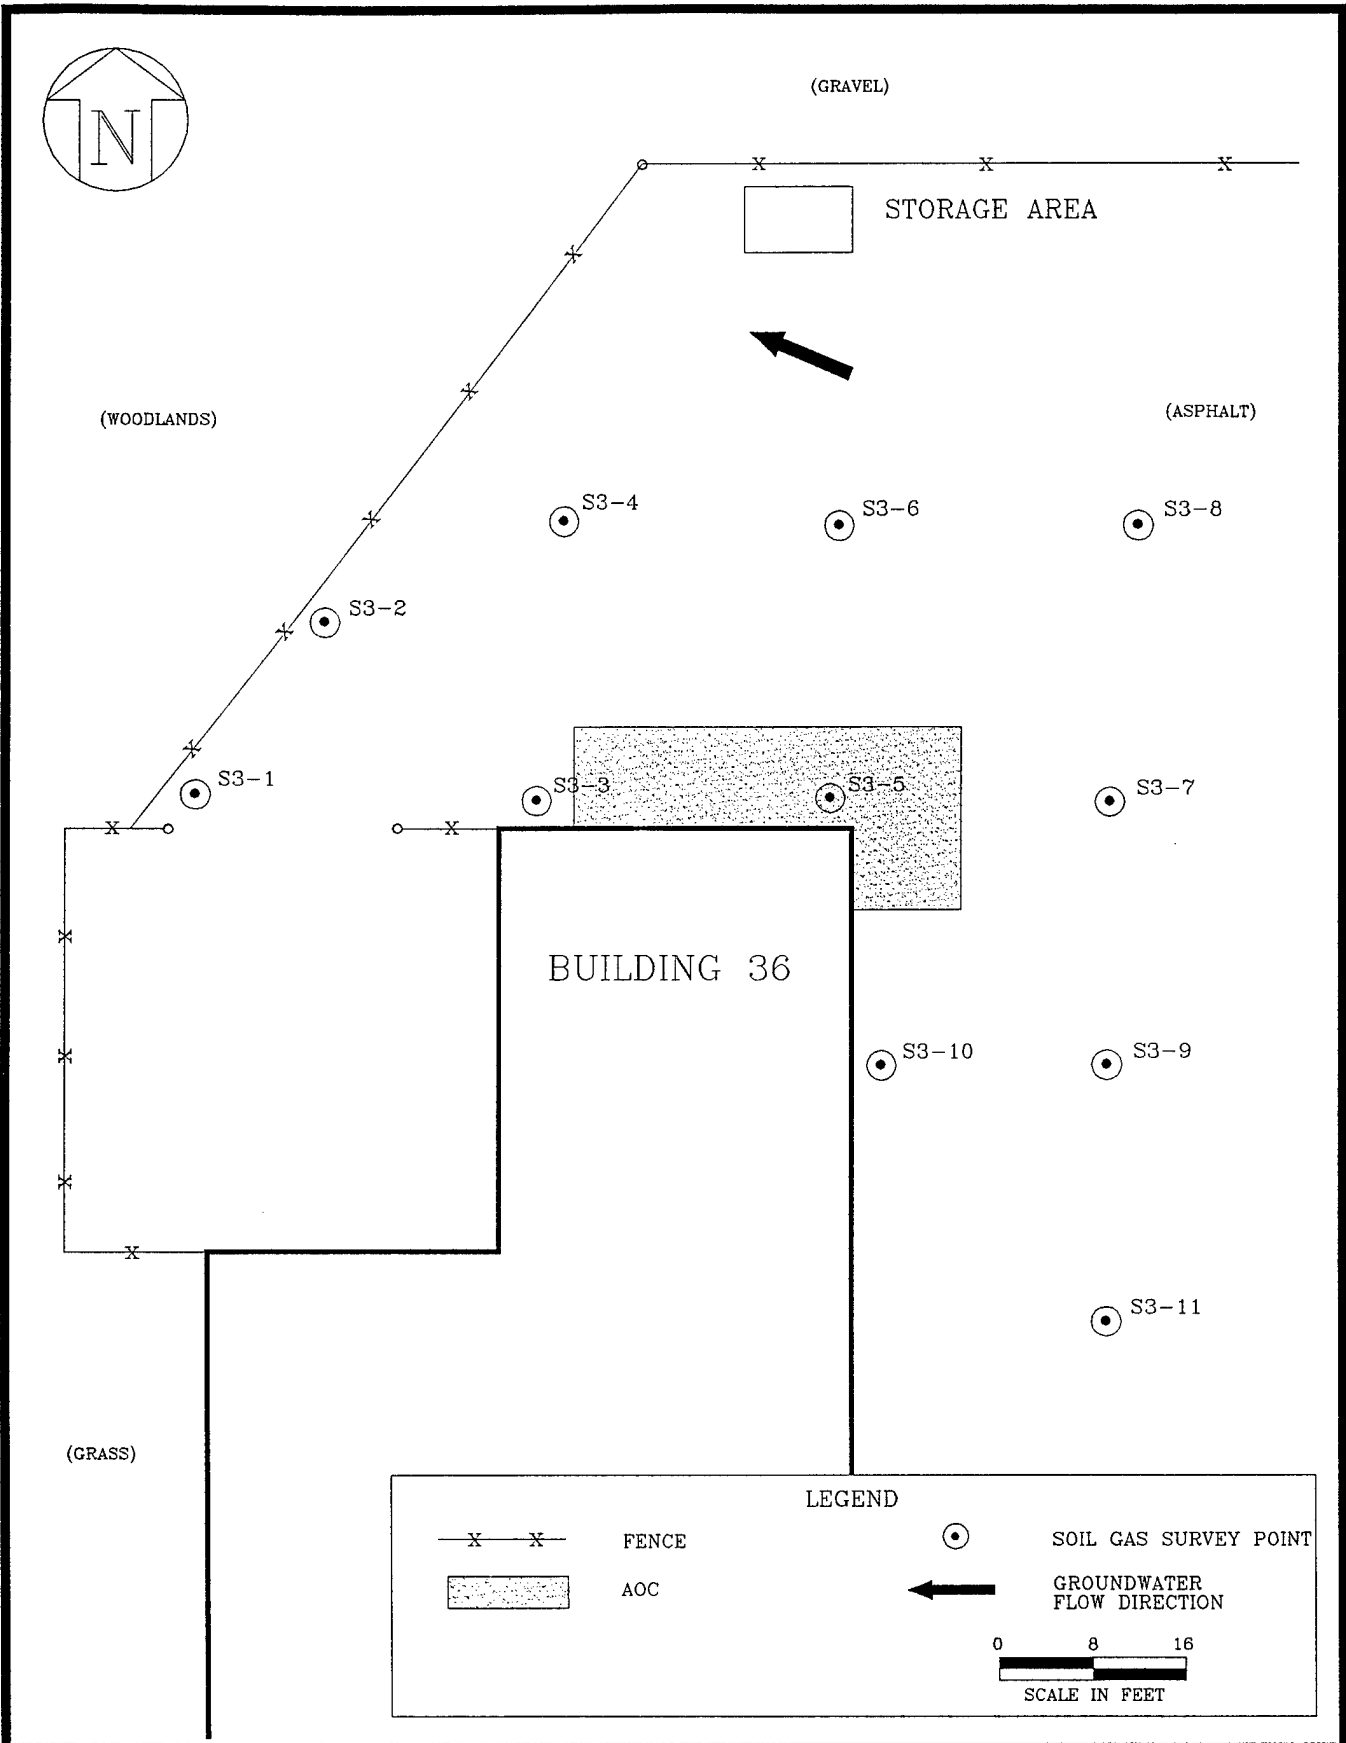 N
(GRAVEL)
STORAGE AREA
(WOODLANDS)
(ASPHALT)
S3-4
S3-6
S3-8
S3-2
S3-1
S3-3
S3-5
S3-7
BUILDING 36
S3-10
S3-9
S3-11
(GRASS)
LEGEND
X X FENCE
SOIL GAS SURVEY POINT
AOC
GROUNDWATER
FLOW DIRECTION
0 8 16
SCALE IN FEET